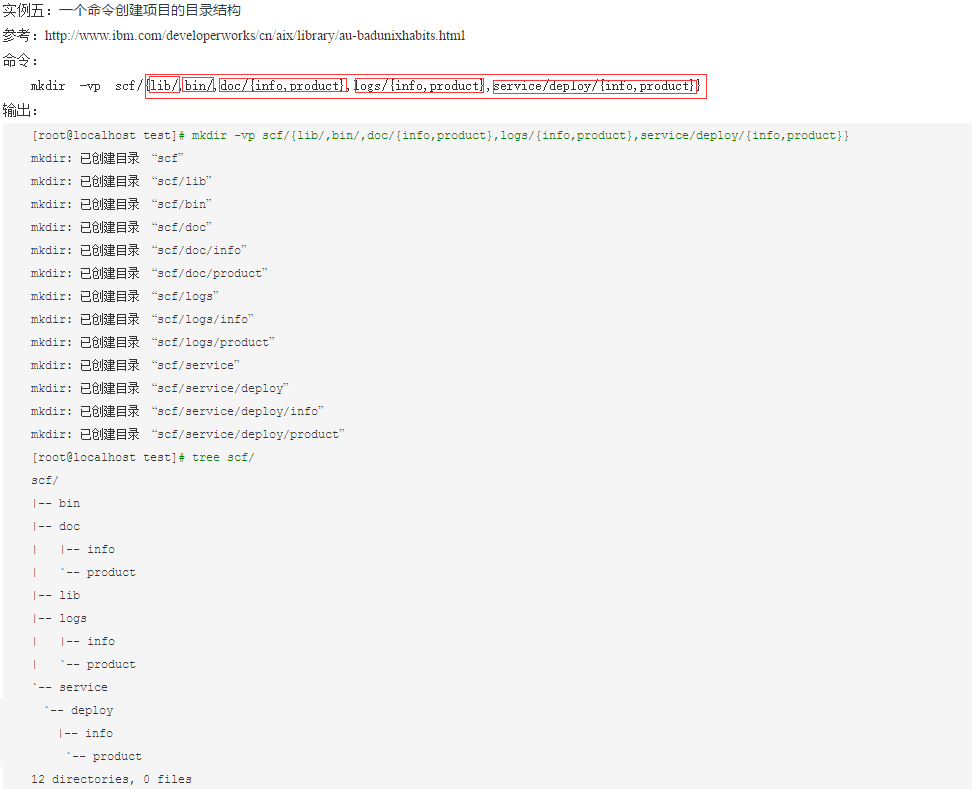 实例五：一个命令创建项目的目录结构
参考：http://www.ibm.com/developerworks/cn/aix/library/au-badunixhabits.html
命令：
mkdir -vp scf/{lib/,bin/,doc/{info,product},logs/{info,product},service/deploy/{info,product}}
输出：
[root@localhost test]# mkdir -vp scf/{lib/,bin/,doc/{info,product},logs/{info,product},service/deploy/{info,product}}
mkdir: 已创建目录 “scf”
mkdir: 已创建目录 “scf/lib”
mkdir: 已创建目录 “scf/bin”
mkdir: 已创建目录 “scf/doc”
mkdir: 已创建目录 “scf/doc/info”
mkdir: 已创建目录 “scf/doc/product”
mkdir: 已创建目录 “scf/logs”
mkdir: 已创建目录 “scf/logs/info”
mkdir: 已创建目录 “scf/logs/product”
mkdir: 已创建目录 “scf/service”
mkdir: 已创建目录 “scf/service/deploy”
mkdir: 已创建目录 “scf/service/deploy/info”
mkdir: 已创建目录 “scf/service/deploy/product”
[root@localhost test]# tree scf/
scf/
|-- bin
|-- doc
|   |-- info
|   `-- product
|-- lib
|-- logs
|   |-- info
|   `-- product
`-- service
  `-- deploy
    |-- info
     `-- product
12 directories, 0 files